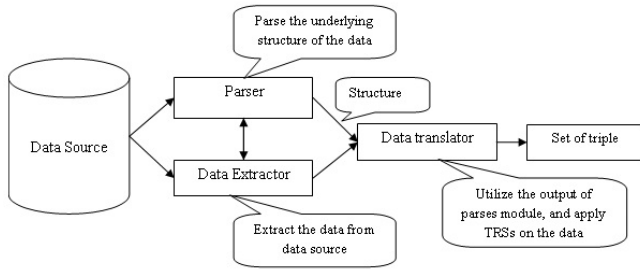 Parse the underlying
structure of the data
Parser
Structure
Data Source
Data translator
Set of triple
Data Extractor
Utilize the output of
parses module, and apply
TRSs on the data
Extract the data from
data source